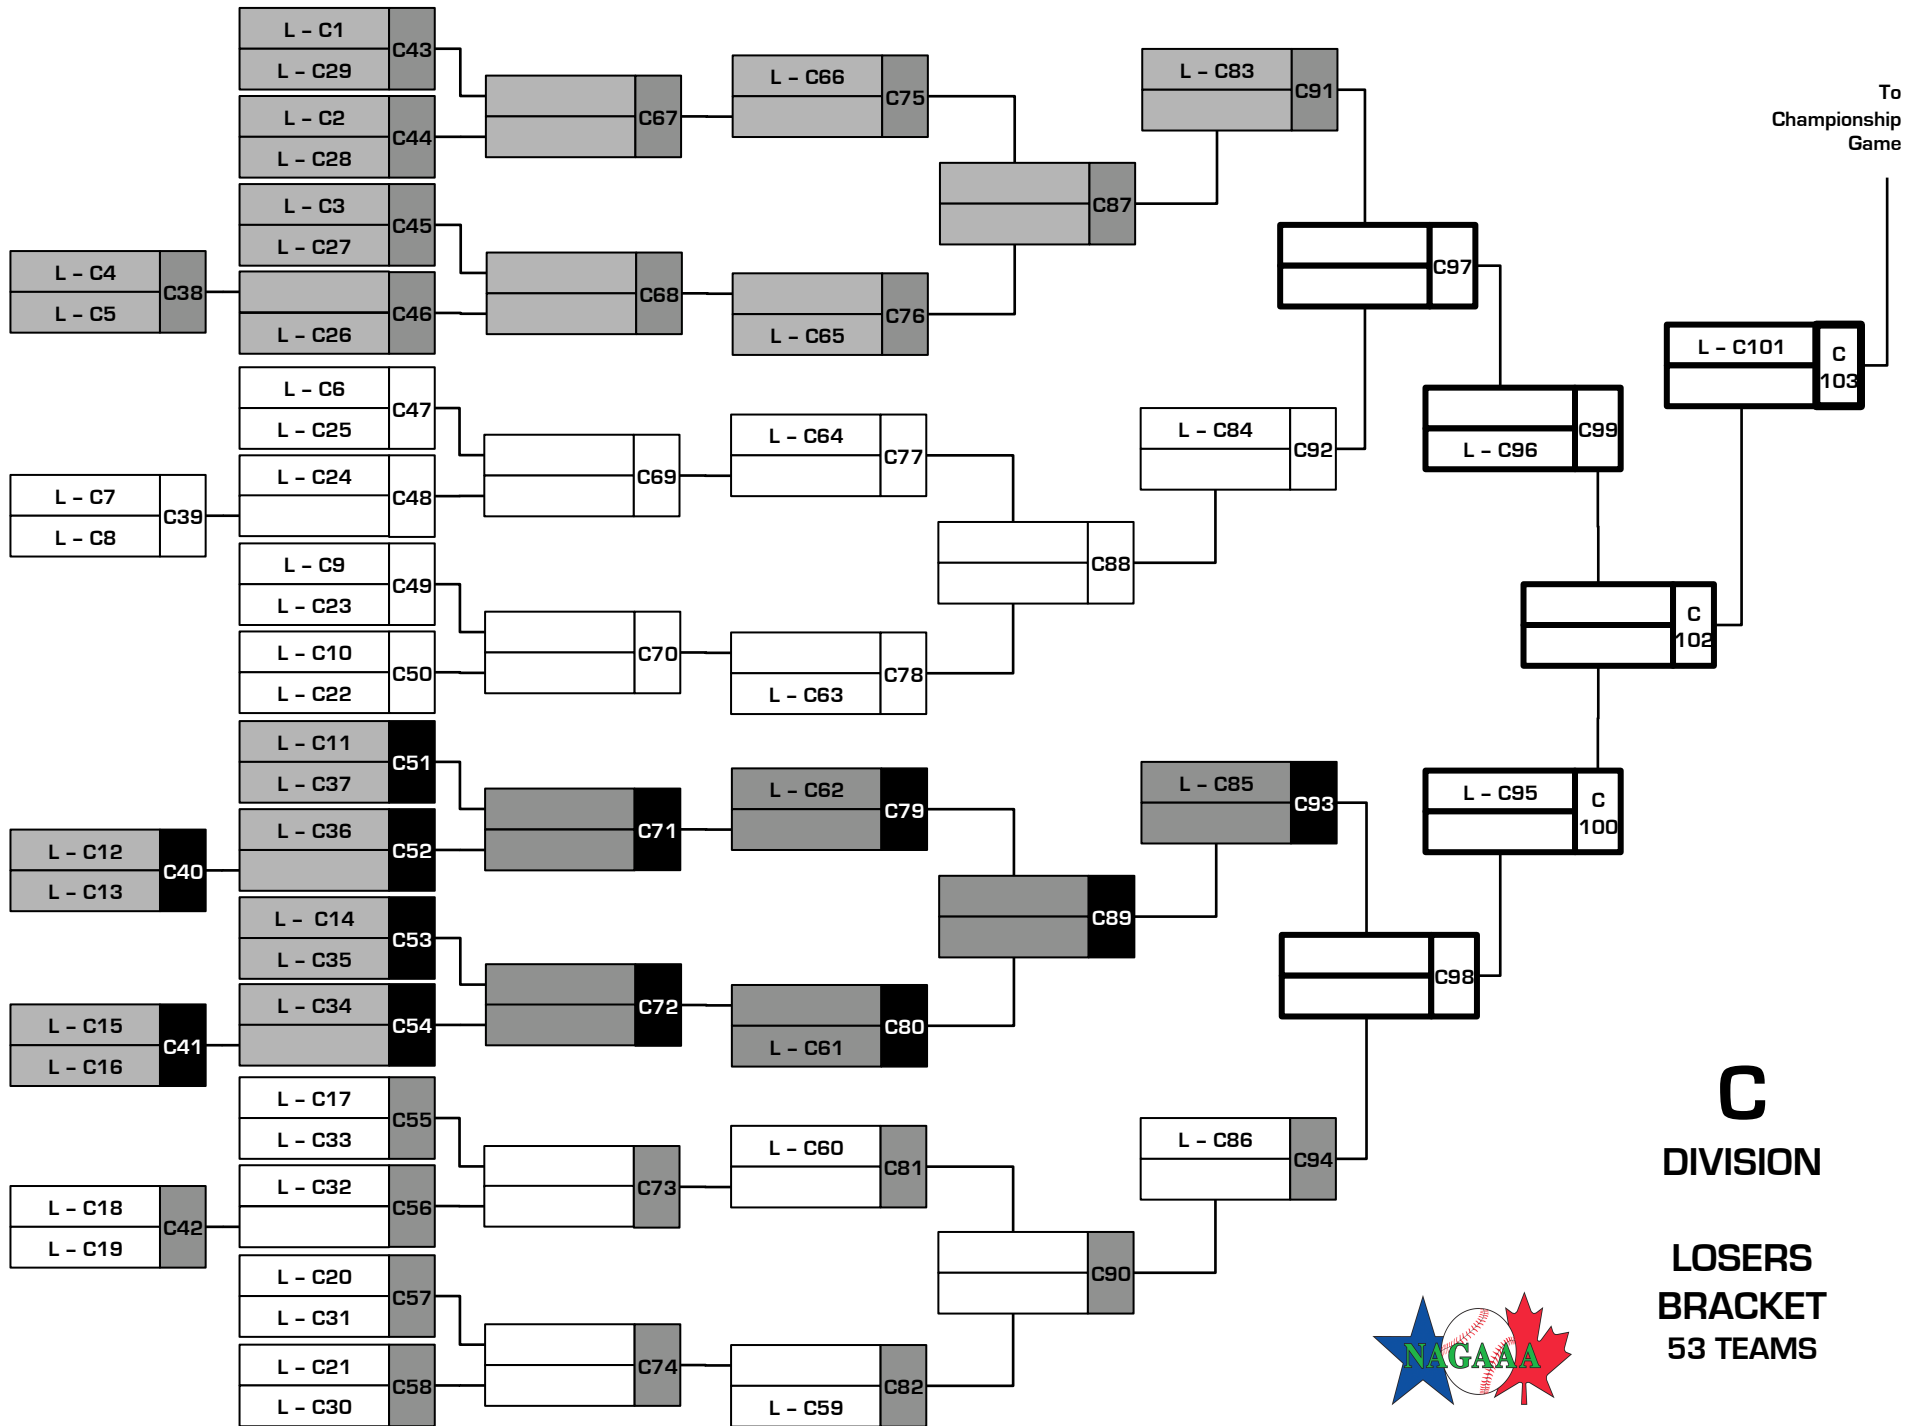 L – C4
L – C5
C38
L – C7
L – C8
C39
L – C12
L – C13
C40
L – C15
L – C16
C41
L – C18
L – C19
C42
L – C1
L – C29
C43
L – C2
L – C28
C44
L – C3
L – C27
C45
L – C26
C46
L – C6
L – C25
C47
L – C24
C48
L – C9
L – C23
C49
L – C10
L – C22
C50
L – C11
L – C37
C51
L – C36
C52
L – C14
L – C35
C53
L – C34
C54
L – C17
L – C33
C55
L – C32
C56
L – C20
L – C31
C57
L – C21
L – C30
C58
C67
C68
C69
C70
C71
C72
C73
C74
L – C66
C75
L – C65
C76
L – C64
C77
L – C63
C78
L – C62
C79
L – C61
C80
L – C60
C81
L – C59
C82
C87
C88
C89
C90
L – C83
C91
L – C84
C92
L – C85
C93
L – C86
C94
C97
C98
L – C96
C99
L – C95
C
100
C
102
L – C101
C
103
To
Championship
Game
C
DIVISION
LOSERS
BRACKET
53 TEAMS
NAGAAA